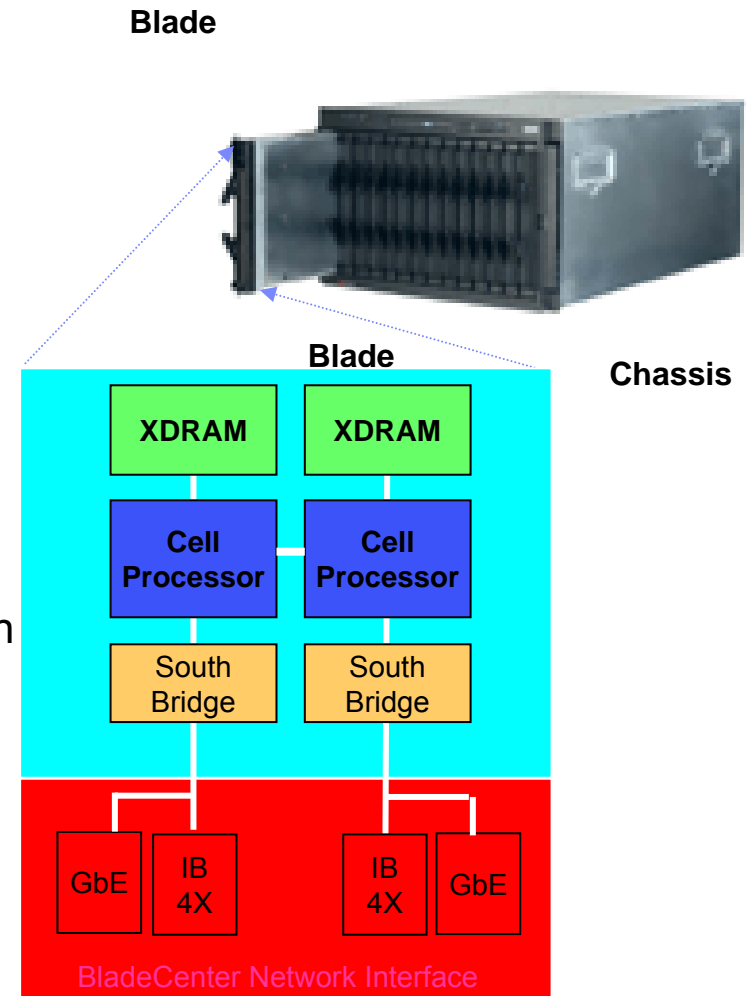 Blade
Blade
Chassis
XDRAM XDRAM
Cell Processor Cell Processor
n
South Bridge South Bridge
GbE IB 4X IB 4X GbE
BladeCenter Network Interface